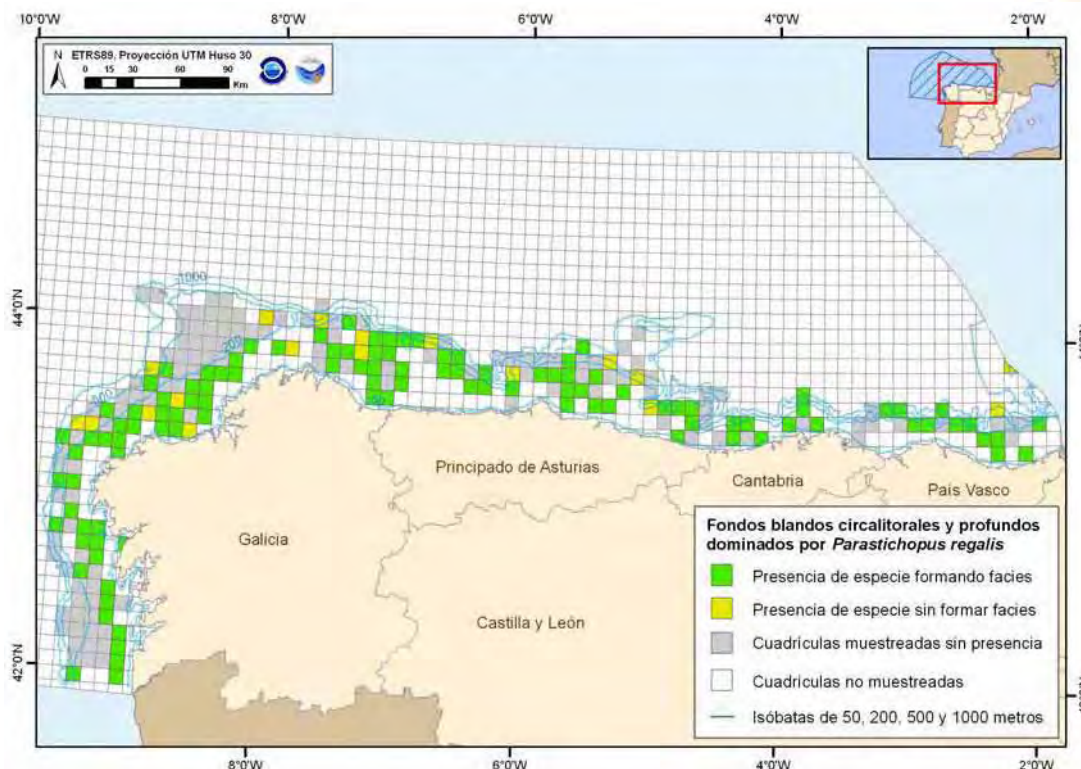 10°0'W
8°0'W
6°0'W
4°0'W
2°0'W
N ETRS89, Proyección UTM Huso 30
0 15 30 60 90
Km
1000
44°0'N
200
Principado de Asturias
Cantabria
País Vasco
Galicia
Castilla y León
42°0'N
Fondos blandos circalitorales y profundos
dominados por Parastichopus regalis
Presencia de especie formando facies
Presencia de especie sin formar facies
Cuadrículas muestreadas sin presencia
Cuadrículas no muestreadas
Isóbatas de 50, 200, 500 y 1000 metros
8°0'W
6°0'W
4°0'W
2°0'W